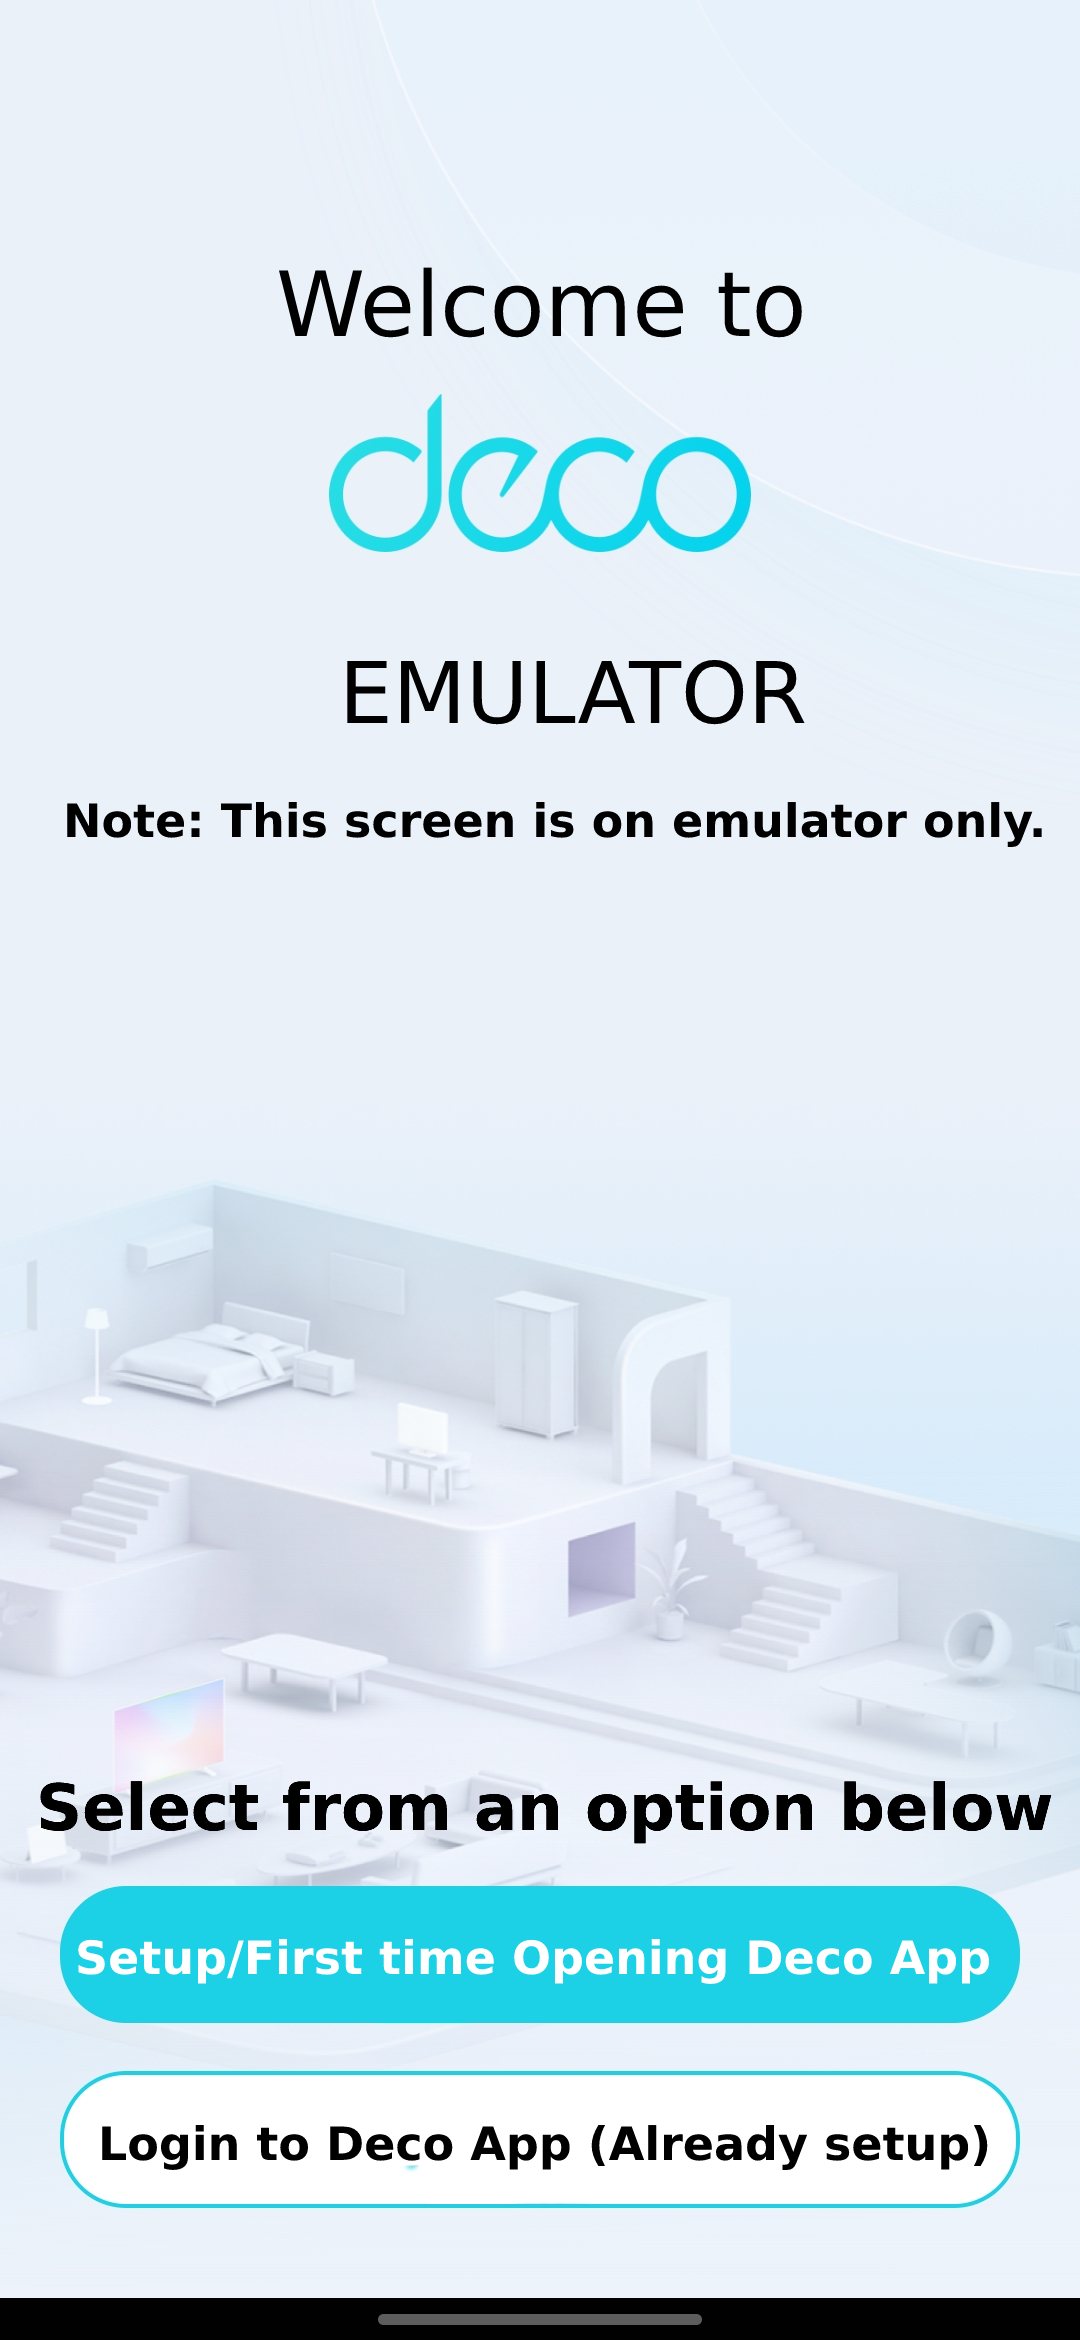 Welcome to
deco
EMULATOR
Note: This screen is on emulator only.
Select from an option below
Setup/First time Opening Deco App
Login to Deco App (Already setup)